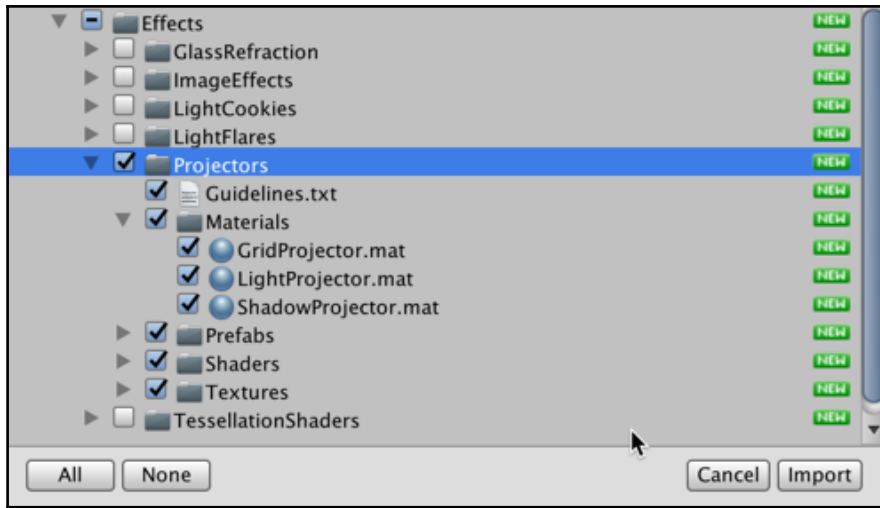 Effects NEW
GlassRefraction NEW
ImageEffects NEW
LightCookies NEW
LightFlares NEW
Projectors NEW
Guidelines.txt NEW
Materials NEW
GridProjector.mat NEW
LightProjector.mat NEW
ShadowProjector.mat NEW
Prefabs NEW
Shaders NEW
Textures NEW
TessellationShaders NEW
All None Cancel Import